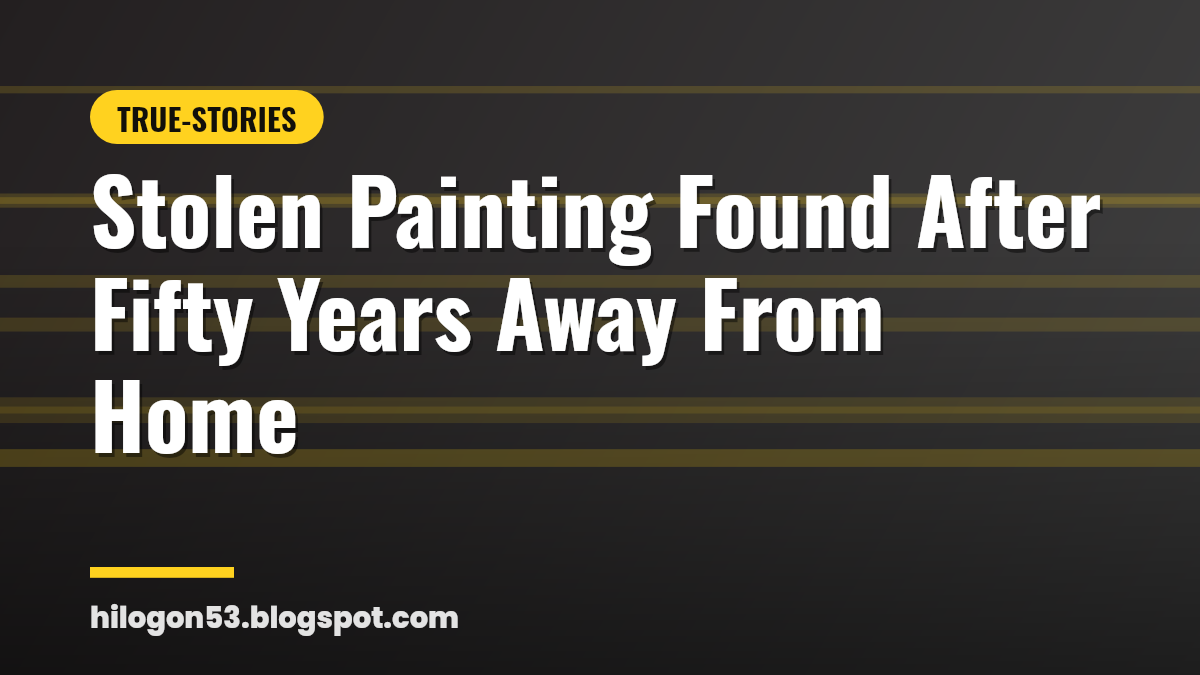 TRUE-STORIES
Stolen Painting Found After
Fifty Years Away From
Home
hilogon53.blogspot.com